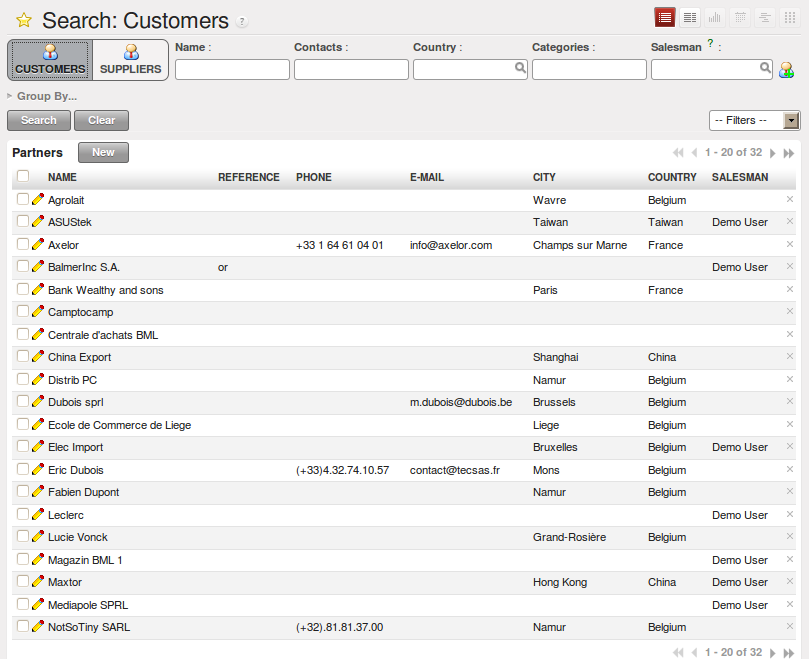 Search: Customers ?
CUSTOMERS SUPPLIERS Name : Contacts : Country : Categories : Salesman ? :
Group By...
Search Clear -- Filters --
Partners New 1 - 20 of 32
NAME REFERENCE PHONE E-MAIL CITY COUNTRY SALESMAN
Agrolait Wavre Belgium
ASUStek Taiwan Taiwan Demo User
Axelor +33 1 64 61 04 01 info@axelor.com Champs sur Marne France
BalmerInc S.A. or Demo User
Bank Wealthy and sons Paris France
Camptocamp
Centrale d'achats BML
China Export Shanghai China
Distrib PC Namur Belgium
Dubois sprl m.dubois@dubois.be Brussels Belgium
Ecole de Commerce de Liege Liege Belgium
Elec Import Bruxelles Belgium Demo User
Eric Dubois (+33)4.32.74.10.57 contact@tecsas.fr Mons Belgium
Fabien Dupont Namur Belgium
Leclerc Demo User
Lucie Vonck Grand-Rosière Belgium
Magazin BML 1 Demo User
Maxtor Hong Kong China Demo User
Mediapole SPRL Demo User
NotSoTiny SARL (+32).81.81.37.00 Namur Belgium
1 - 20 of 32